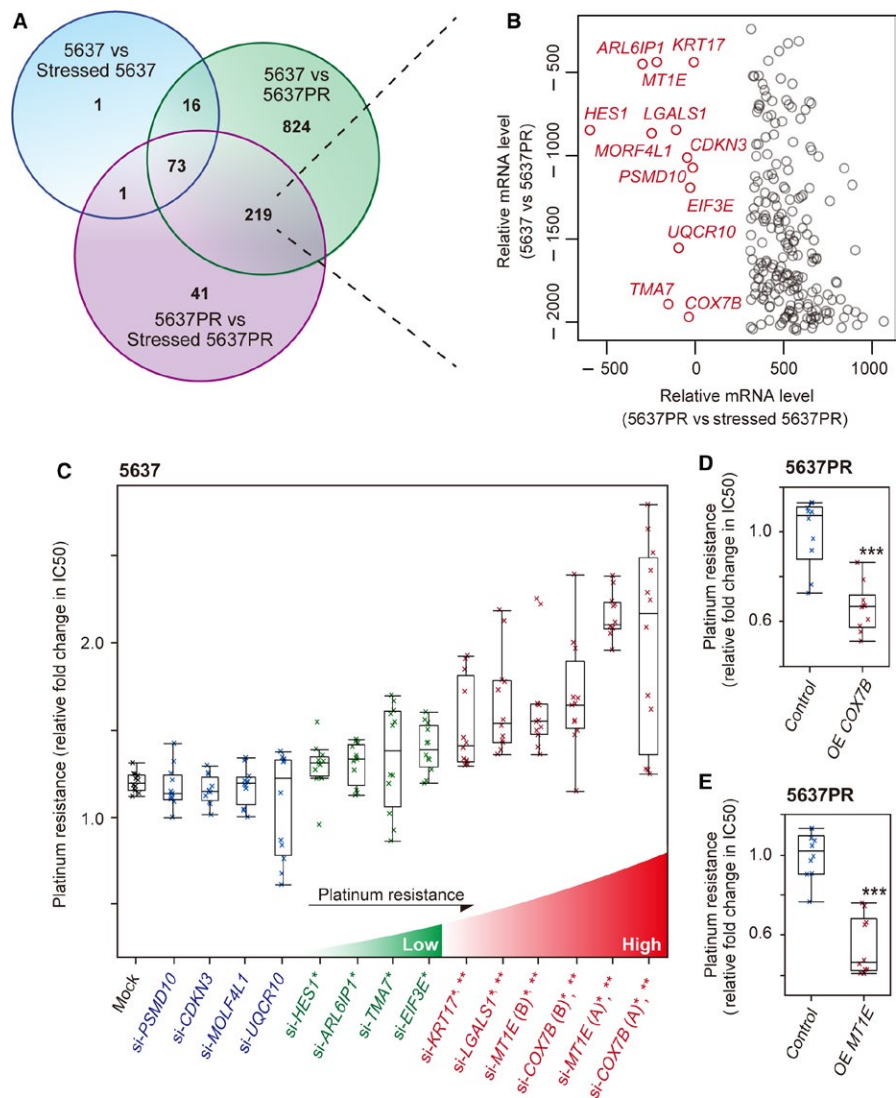 A
5637 vs
Stressed 5637
5637 vs
5637PR
1
16
824
73
1
219
41
5637PR vs
Stressed 5637PR
B
Relative mRNA level
(5637 vs 5637PR)
− 500
− 1000
− 1500
− 2000
ARL6IP1
KRT17
MT1E
HES1
LGALS1
MORF4L1
CDKN3
PSMD10
EIF3E
UQCR10
TMA7
COX7B
− 500
0
500
1000
Relative mRNA level
(5637PR vs stressed 5637PR)
C
5637
Platinum resistance (relative fold change in IC50)
2.0
1.0
Platinum resistance
Low
High
Mock
si-PSMD10
si-CDKN3
si-MOLF4L1
si-UQCR10
si-HES1*
si-ARL6IP1*
si-TMA7*
si-EIF3E*
si-KRT17*, **
si-LGALS1*, **
si-MT1E (B)*, **
si-COX7B (B)*, **
si-MT1E (A)*, **
si-COX7B (A)*, **
D
5637PR
Platinum resistance
(relative fold change in IC50)
1.0
0.6
***
Control
OE COX7B
E
5637PR
Platinum resistance
(relative fold change in IC50)
1.0
0.6
***
Control
OE MT1E